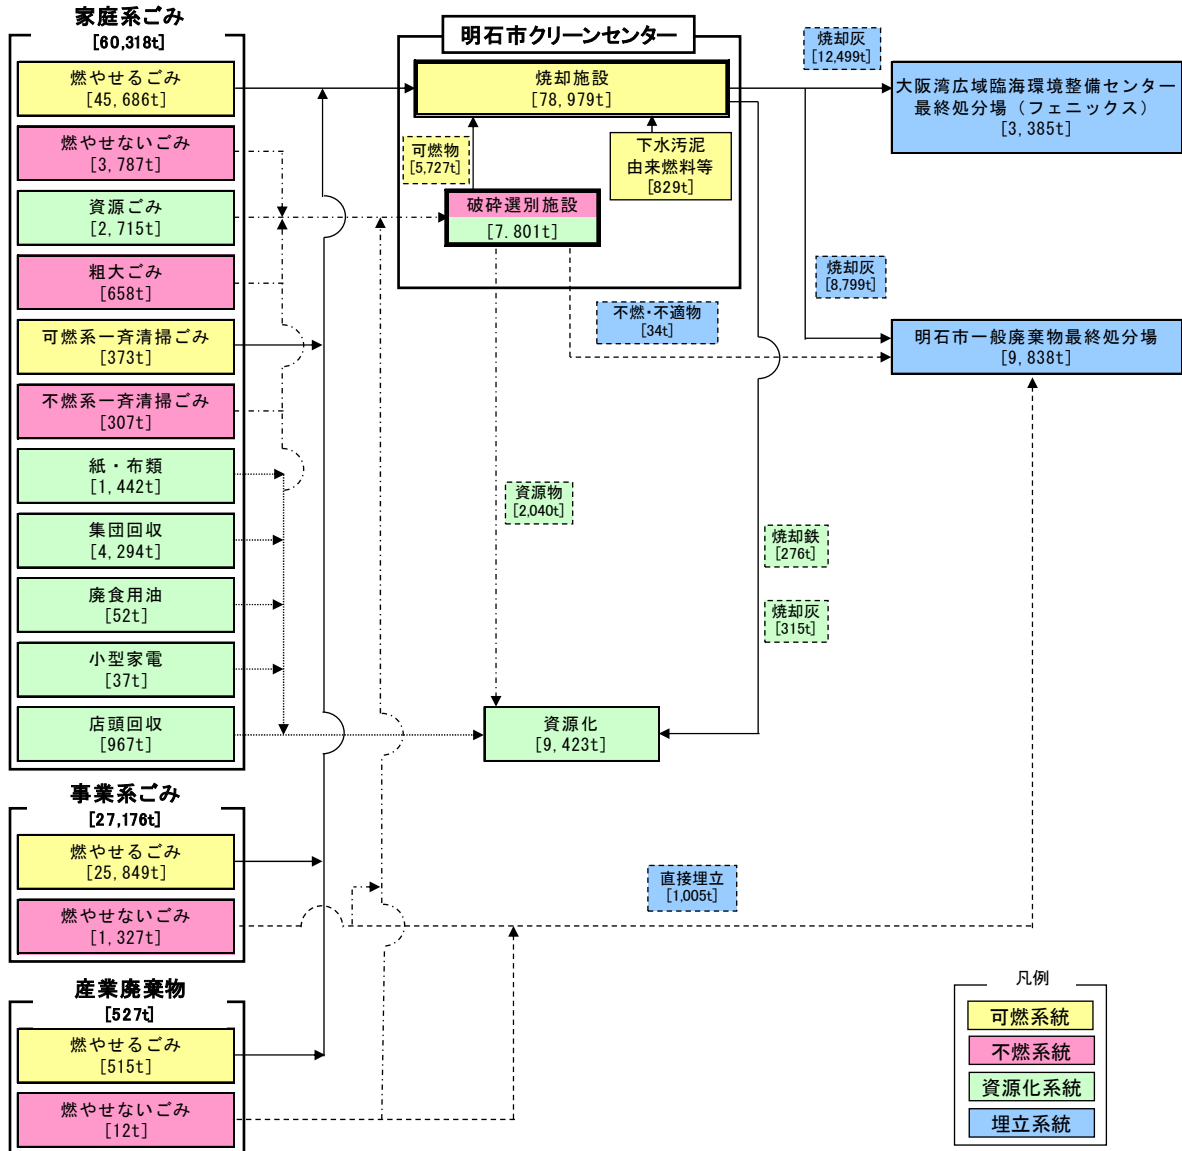 家庭系ごみ
[60,318t]
燃やせるごみ
[45,686t]
燃やせないごみ
[3,787t]
資源ごみ
[2,715t]
粗大ごみ
[658t]
可燃系一斉清掃ごみ
[373t]
不燃系一斉清掃ごみ
[307t]
紙・布類
[1,442t]
集団回収
[4,294t]
廃食用油
[52t]
小型家電
[37t]
店頭回収
[967t]
事業系ごみ
[27,176t]
燃やせるごみ
[25,849t]
燃やせないごみ
[1,327t]
産業廃棄物
[527t]
燃やせるごみ
[515t]
燃やせないごみ
[12t]
明石市クリーンセンター
焼却施設
[78,979t]
可燃物
[5,727t]
下水汚泥
由来燃料等
[829t]
破砕選別施設
[7.801t]
不燃・不適物
[34t]
資源物
[2,040t]
焼却鉄
[276t]
焼却灰
[315t]
資源化
[9,423t]
直接埋立
[1,005t]
焼却灰
[12,499t]
大阪湾広域臨海環境整備センター
最終処分場（フェニックス）
[3,385t]
焼却灰
[8,799t]
明石市一般廃棄物最終処分場
[9,838t]
凡例
可燃系統
不燃系統
資源化系統
埋立系統